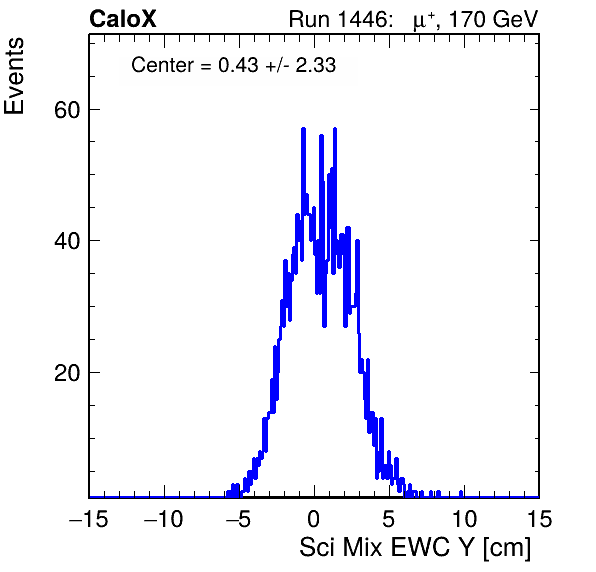 CaloX Run 1446: μ⁺, 170 GeV
Center = 0.43 +/- 2.33
Events
60
40
20
−15 −10 −5 0 5 10 15
Sci Mix EWC Y [cm]